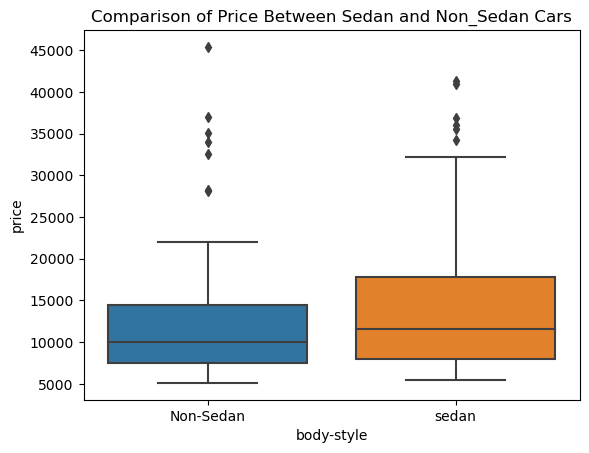 Comparison of Price Between Sedan and Non_Sedan Cars
45000
40000
35000
30000
25000
20000
15000
10000
5000
price
Non-Sedan
sedan
body-style